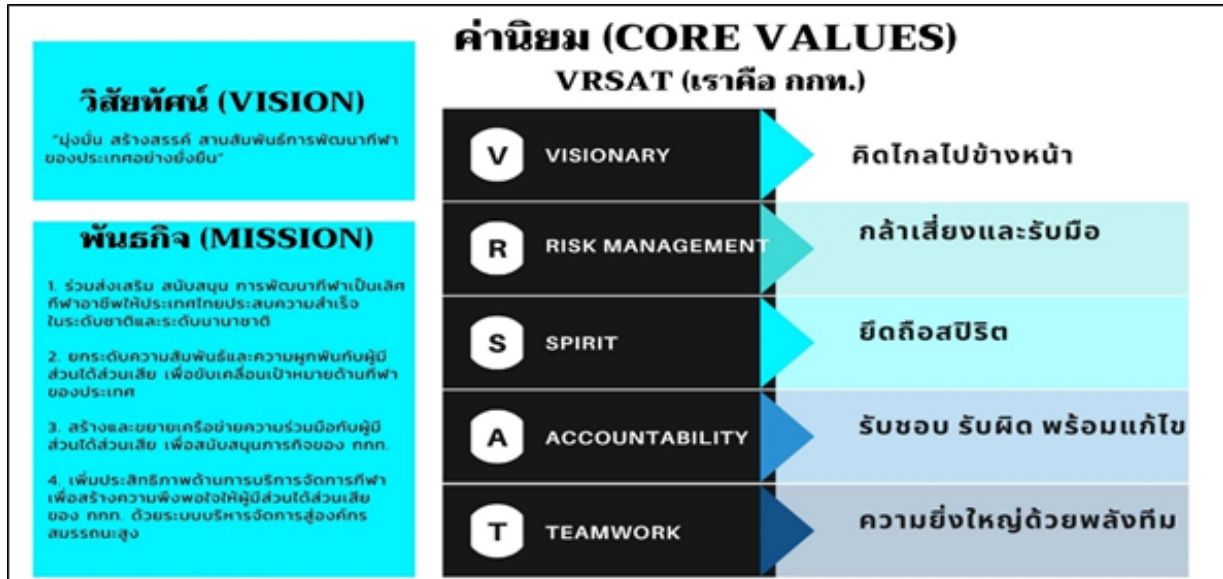 วิสัยทัศน์ (VISION)
"มุ่งมั่น สร้างสรรค์ สานสัมพันธ์การพัฒนากีฬา
ของประเทศอย่างยั่งยืน"
พันธกิจ (MISSION)
1. ร่วมส่งเสริม สนับสนุน การพัฒนากีฬาเป็นเลิศ
กีฬาอาชีพให้ประเทศไทยประสบความสำเร็จ
ในระดับชาติและระดับนานาชาติ
2. ยกระดับความสัมพันธ์และความผูกพันกับผู้มี
ส่วนได้ส่วนเสีย เพื่อขับเคลื่อนเป้าหมายด้านกีฬา
ของประเทศ
3. สร้างและขยายเครือข่ายความร่วมมือกับผู้มี
ส่วนได้ส่วนเสีย เพื่อสนับสนุนภารกิจของ กกท.
4. เพิ่มประสิทธิภาพด้านการบริการจัดการกีฬา
เพื่อสร้างความพึงพอใจให้ผู้มีส่วนได้ส่วนเสีย
ของ กกท. ด้วยระบบบริหารจัดการสู่องค์กร
สมรรถนะสูง
ค่านิยม (CORE VALUES)
VRSAT (เราคือ กกท.)
V VISIONARY คิดไกลไปข้างหน้า
R RISK MANAGEMENT กล้าเสี่ยงและรับมือ
S SPIRIT ยึดถือสปิริต
A ACCOUNTABILITY รับชอบ รับผิด พร้อมแก้ไข
T TEAMWORK ความยิ่งใหญ่ด้วยพลังทีม